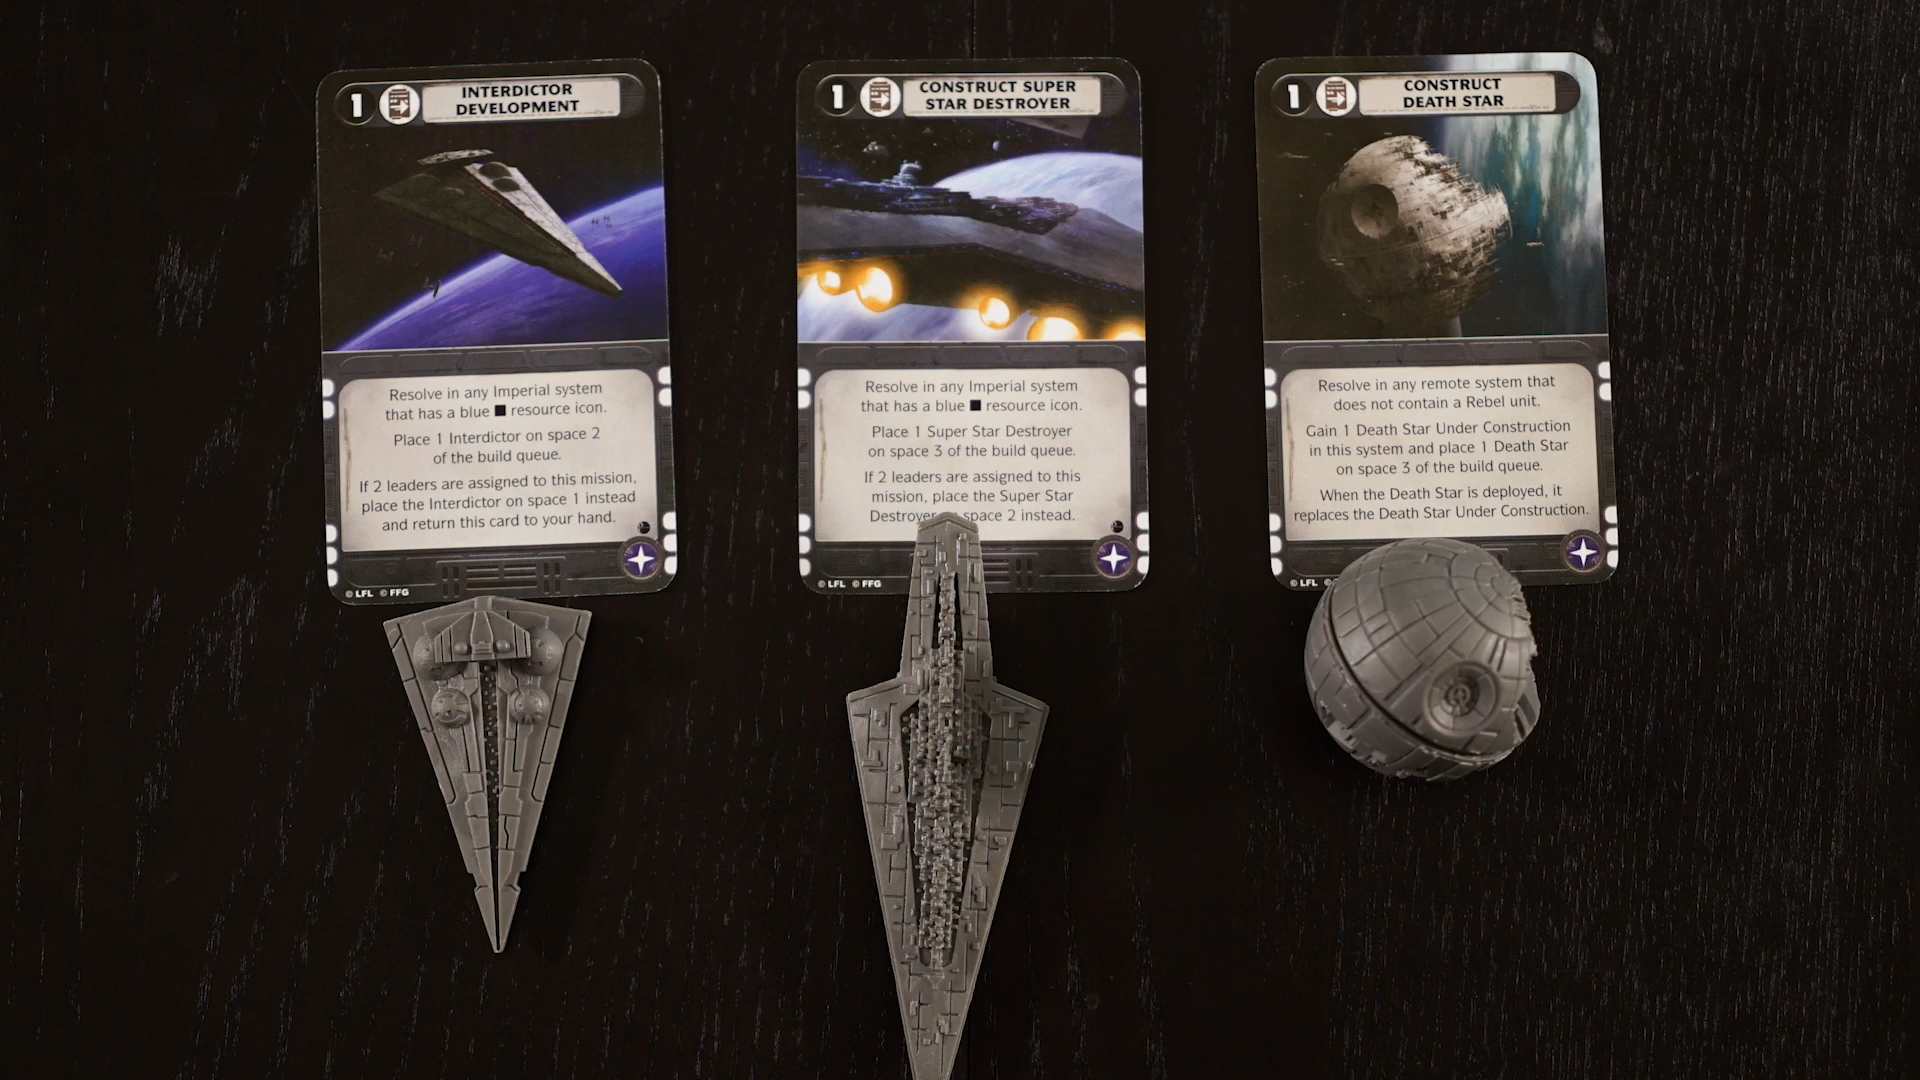 1
INTERDICTOR
DEVELOPMENT
Resolve in any Imperial system
that has a blue ■ resource icon.
Place 1 Interdictor on space 2
of the build queue.
If 2 leaders are assigned to this mission,
place the Interdictor on space 1 instead
and return this card to your hand.
© LFL © FFG
1
CONSTRUCT SUPER
STAR DESTROYER
Resolve in any Imperial system
that has a blue ■ resource icon.
Place 1 Super Star Destroyer
on space 3 of the build queue.
If 2 leaders are assigned to this
mission, place the Super Star
Destroyer space 2 instead.
© LFL © FFG
1
CONSTRUCT
DEATH STAR
Resolve in any remote system that
does not contain a Rebel unit.
Gain 1 Death Star Under Construction
in this system and place 1 Death Star
on space 3 of the build queue.
When the Death Star is deployed, it
replaces the Death Star Under Construction.
© LFL ©